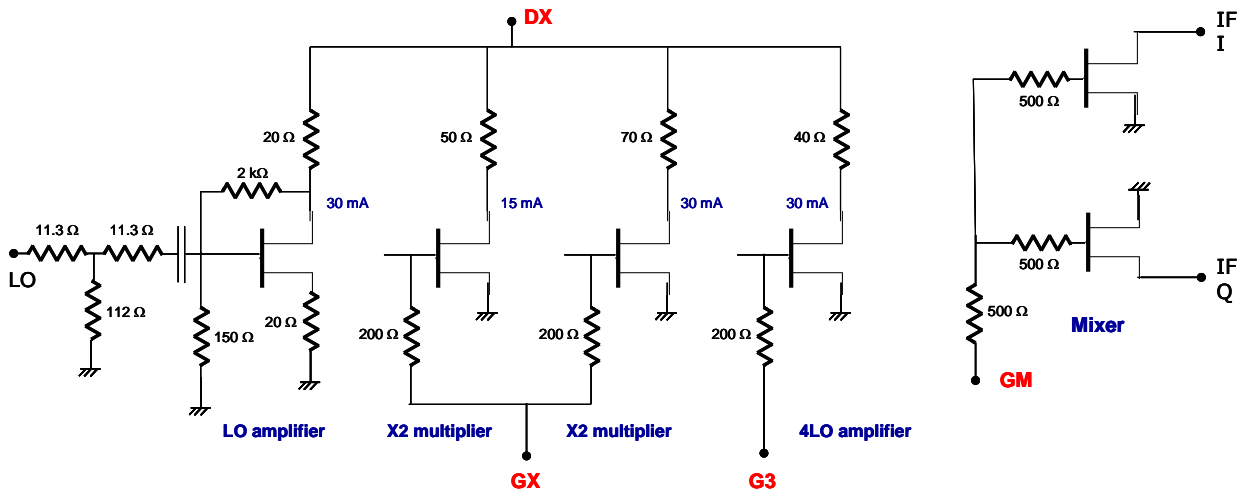 DX
IF
I
20 Ω
50 Ω
70 Ω
40 Ω
500 Ω
2 kΩ
30 mA
15 mA
30 mA
30 mA
11.3 Ω
11.3 Ω
LO
500 Ω
IF
Q
112 Ω
150 Ω
20 Ω
200 Ω
200 Ω
200 Ω
500 Ω
Mixer
GM
LO amplifier
X2 multiplier
X2 multiplier
4LO amplifier
GX
G3